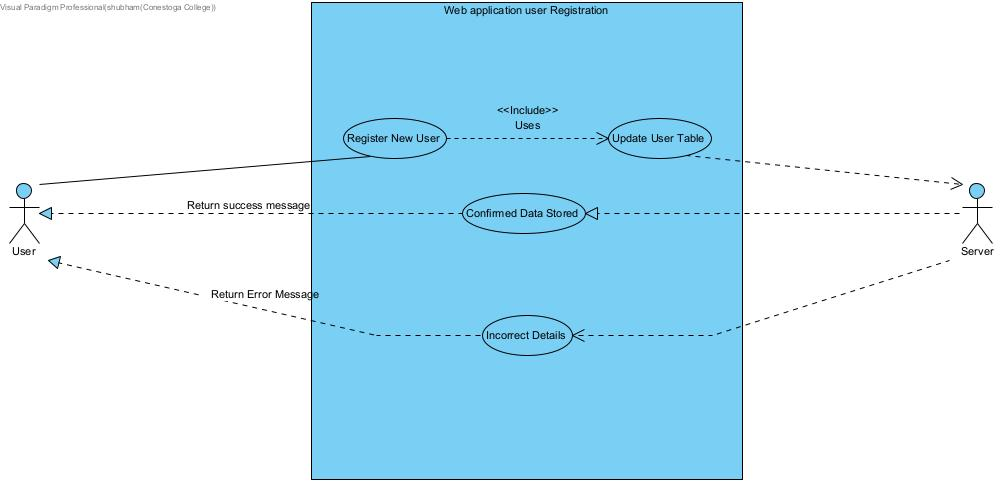 Visual Paradigm Professional(shubham(Conestoga College))
Web application user Registration
<<Include>>
Uses
Register New User
Update User Table
Return success message
Confirmed Data Stored
User
Server
Return Error Message
Incorrect Details